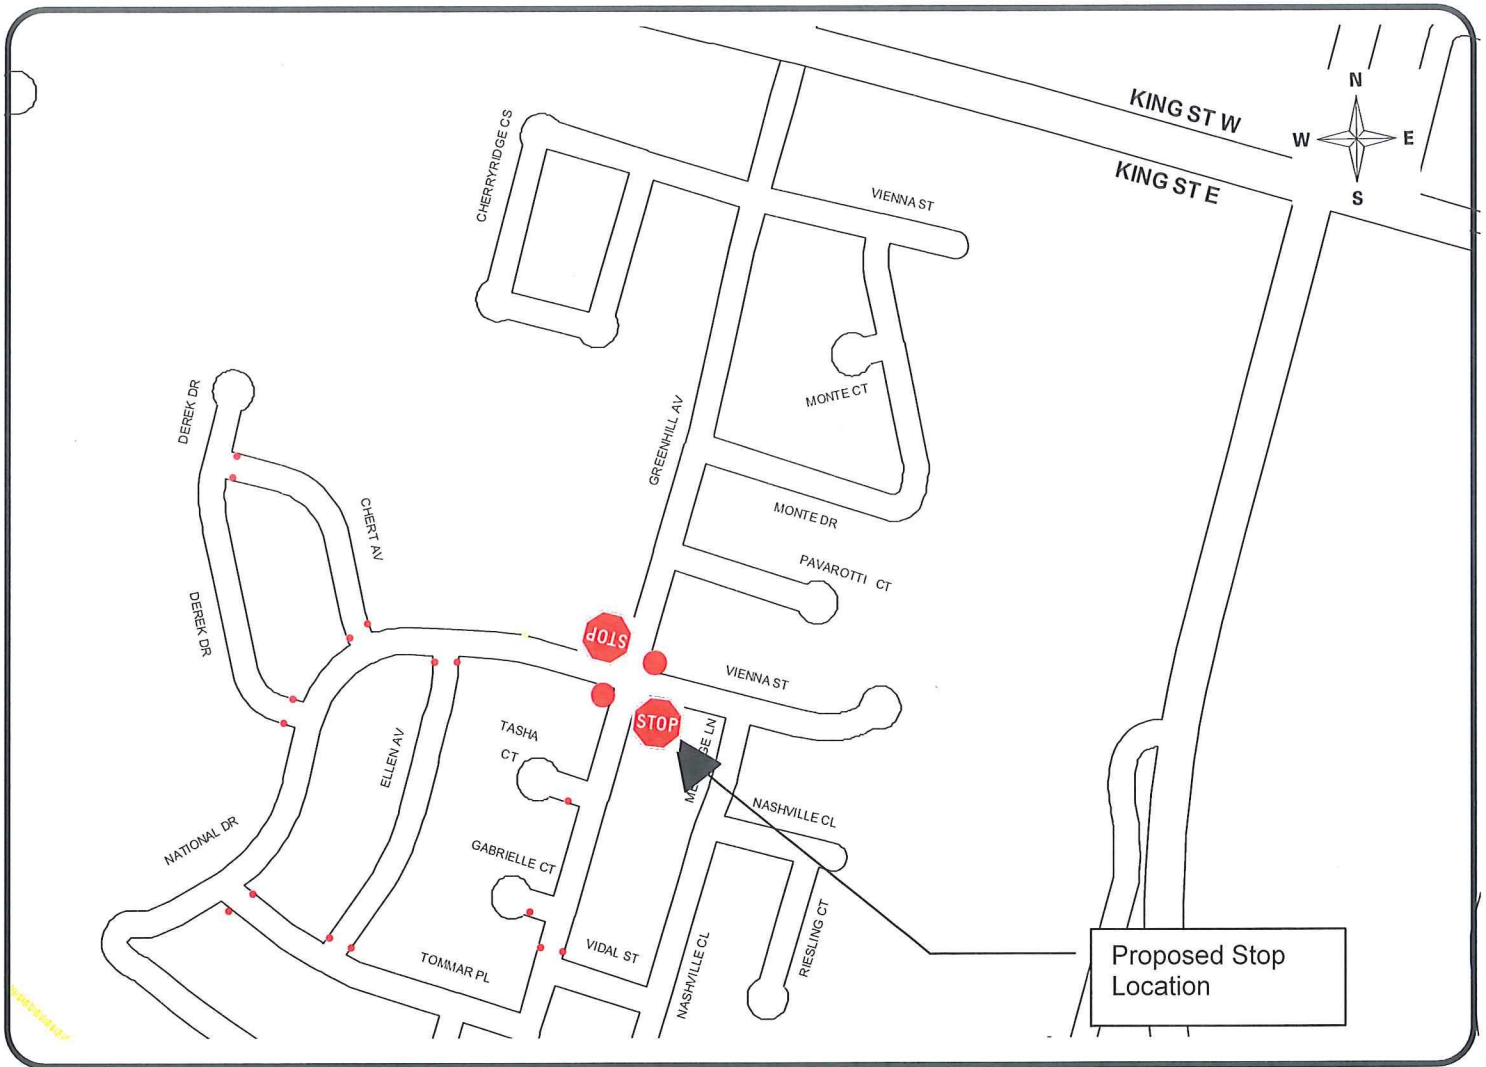 KING ST W
N
W
E
S
KING ST E
CHERRYRIDGE CS
VIENNA ST
MONTE CT
DEREK DR
GREENHILL AV
MONTE DR
CHERT AV
PAVAROTTI CT
DEREK DR
STOP
VIENNA ST
STOP
TASHA
CT
GE LN
ELLEN AV
NASHVILLE CL
NATIONAL DR
GABRIELLE CT
RIESLING CT
VIDAL ST
TOMMAR PL
NASHVILLE CL
Proposed Stop
Location